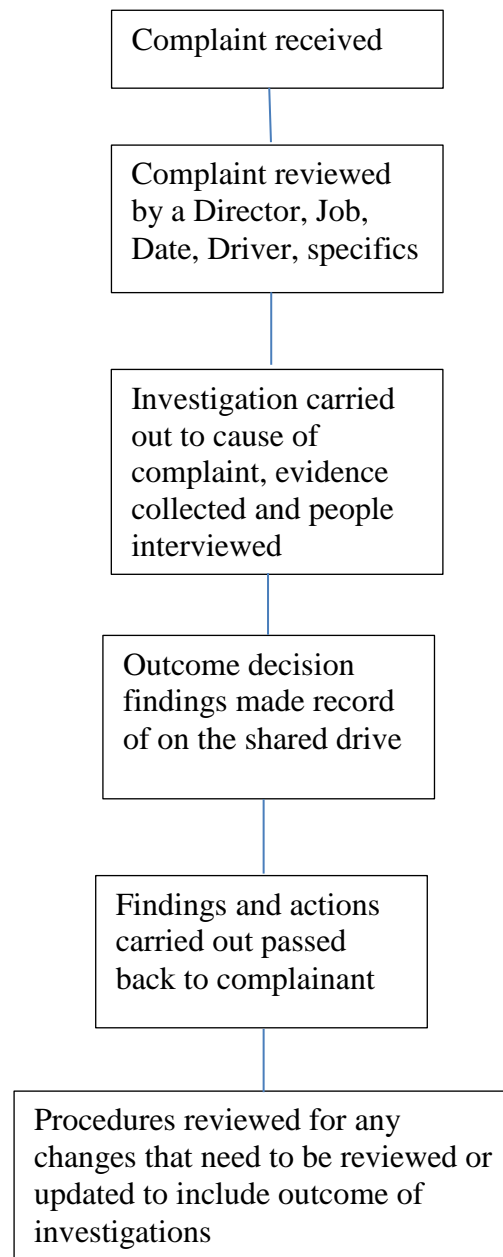 Complaint received
Complaint reviewed
by a Director, Job,
Date, Driver, specifics
Investigation carried
out to cause of
complaint, evidence
collected and people
interviewed
Outcome decision
findings made record
of on the shared drive
Findings and actions
carried out passed
back to complainant
Procedures reviewed for any
changes that need to be reviewed or
updated to include outcome of
investigations